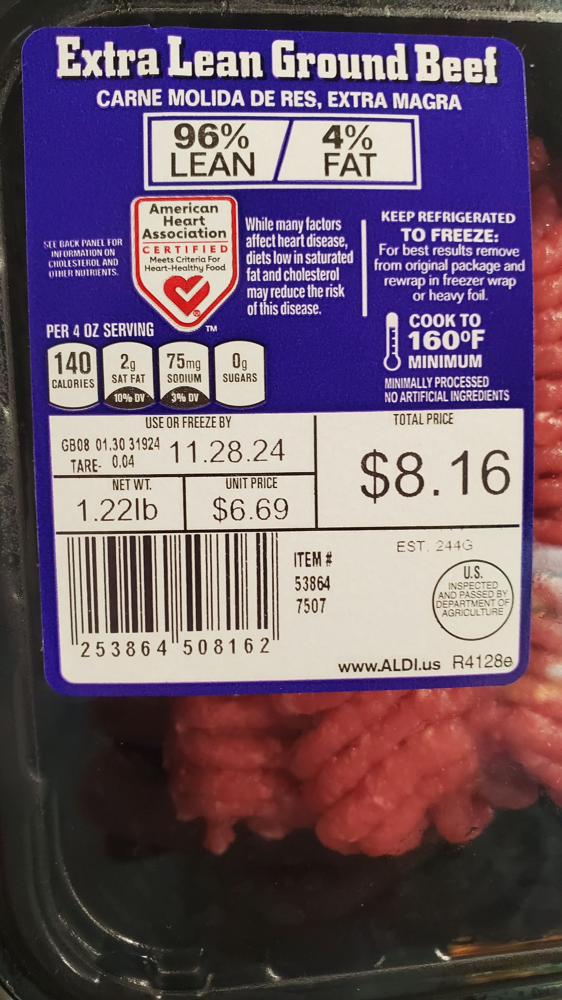 Extra Lean Ground Beef
CARNE MOLIDA DE RES, EXTRA MAGRA
96%
LEAN
4%
FAT
SEE BACK PANEL FOR
INFORMATION ON
CHOLESTEROL AND
OTHER NUTRIENTS.
American
Heart
Association
CERTIFIED
Meets Criteria For
Heart-Healthy Food
®
TM
While many factors
affect heart disease,
diets low in saturated
fat and cholesterol
may reduce the risk
of this disease.
KEEP REFRIGERATED
TO FREEZE:
For best results remove
from original package and
rewrap in freezer wrap
or heavy foil.
COOK TO
160°F
MINIMUM
MINIMALLY PROCESSED
NO ARTIFICIAL INGREDIENTS
PER 4 OZ SERVING
140
CALORIES
2g
SAT FAT
10% DV
75mg
SODIUM
3% DV
0g
SUGARS
USE OR FREEZE BY
GB08 01.30 31924
TARE- 0.04
11.28.24
TOTAL PRICE
$8.16
NET WT.
1.22lb
UNIT PRICE
$6.69
253864 508162
ITEM #
53864
7507
EST. 244G
U.S.
INSPECTED
AND PASSED BY
DEPARTMENT OF
AGRICULTURE
www.ALDI.us R4128e